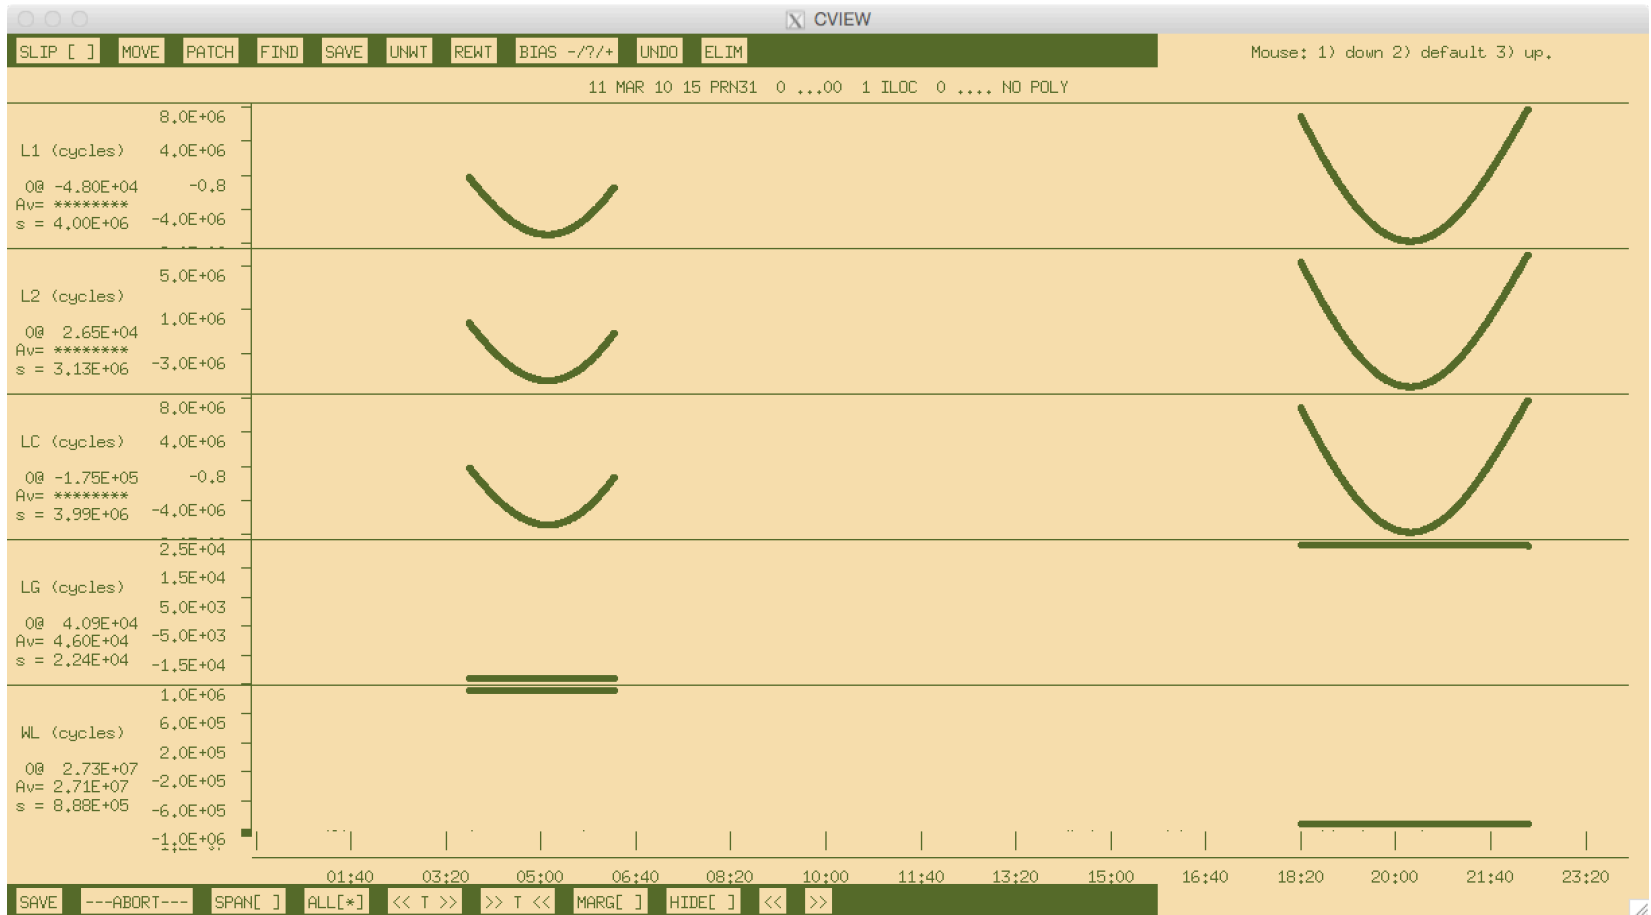 CVIEW
SLIP [ ] MOVE PATCH FIND SAVE UNWT REWT BIAS -/?/+ UNDO ELIM Mouse: 1) down 2) default 3) up.
11 MAR 10 15 PRN31 0 ...00 1 ILOC 0 .... NO POLY
8.0E+06
L1 (cycles) 4.0E+06
0@ -4.80E+04 -0.8
Av= ********
s = 4.00E+06 -4.0E+06
5.0E+06
L2 (cycles)
1.0E+06
0@ 2.65E+04
Av= ********
s = 3.13E+06 -3.0E+06
8.0E+06
LC (cycles) 4.0E+06
0@ -1.75E+05 -0.8
Av= ********
s = 3.99E+06 -4.0E+06
2.5E+04
1.5E+04
LG (cycles)
5.0E+03
0@ 4.09E+04
Av= 4.60E+04 -5.0E+03
s = 2.24E+04 -1.5E+04
1.0E+06
6.0E+05
WL (cycles)
2.0E+05
0@ 2.73E+07
Av= 2.71E+07 -2.0E+05
s = 8.88E+05 -6.0E+05
-1.0E+06
01:40 03:20 05:00 06:40 08:20 10:00 11:40 13:20 15:00 16:40 18:20 20:00 21:40 23:20
SAVE ---ABORT--- SPAN[ ] ALL[*] << T >> >> T << MARG[ ] HIDE[ ] << >>